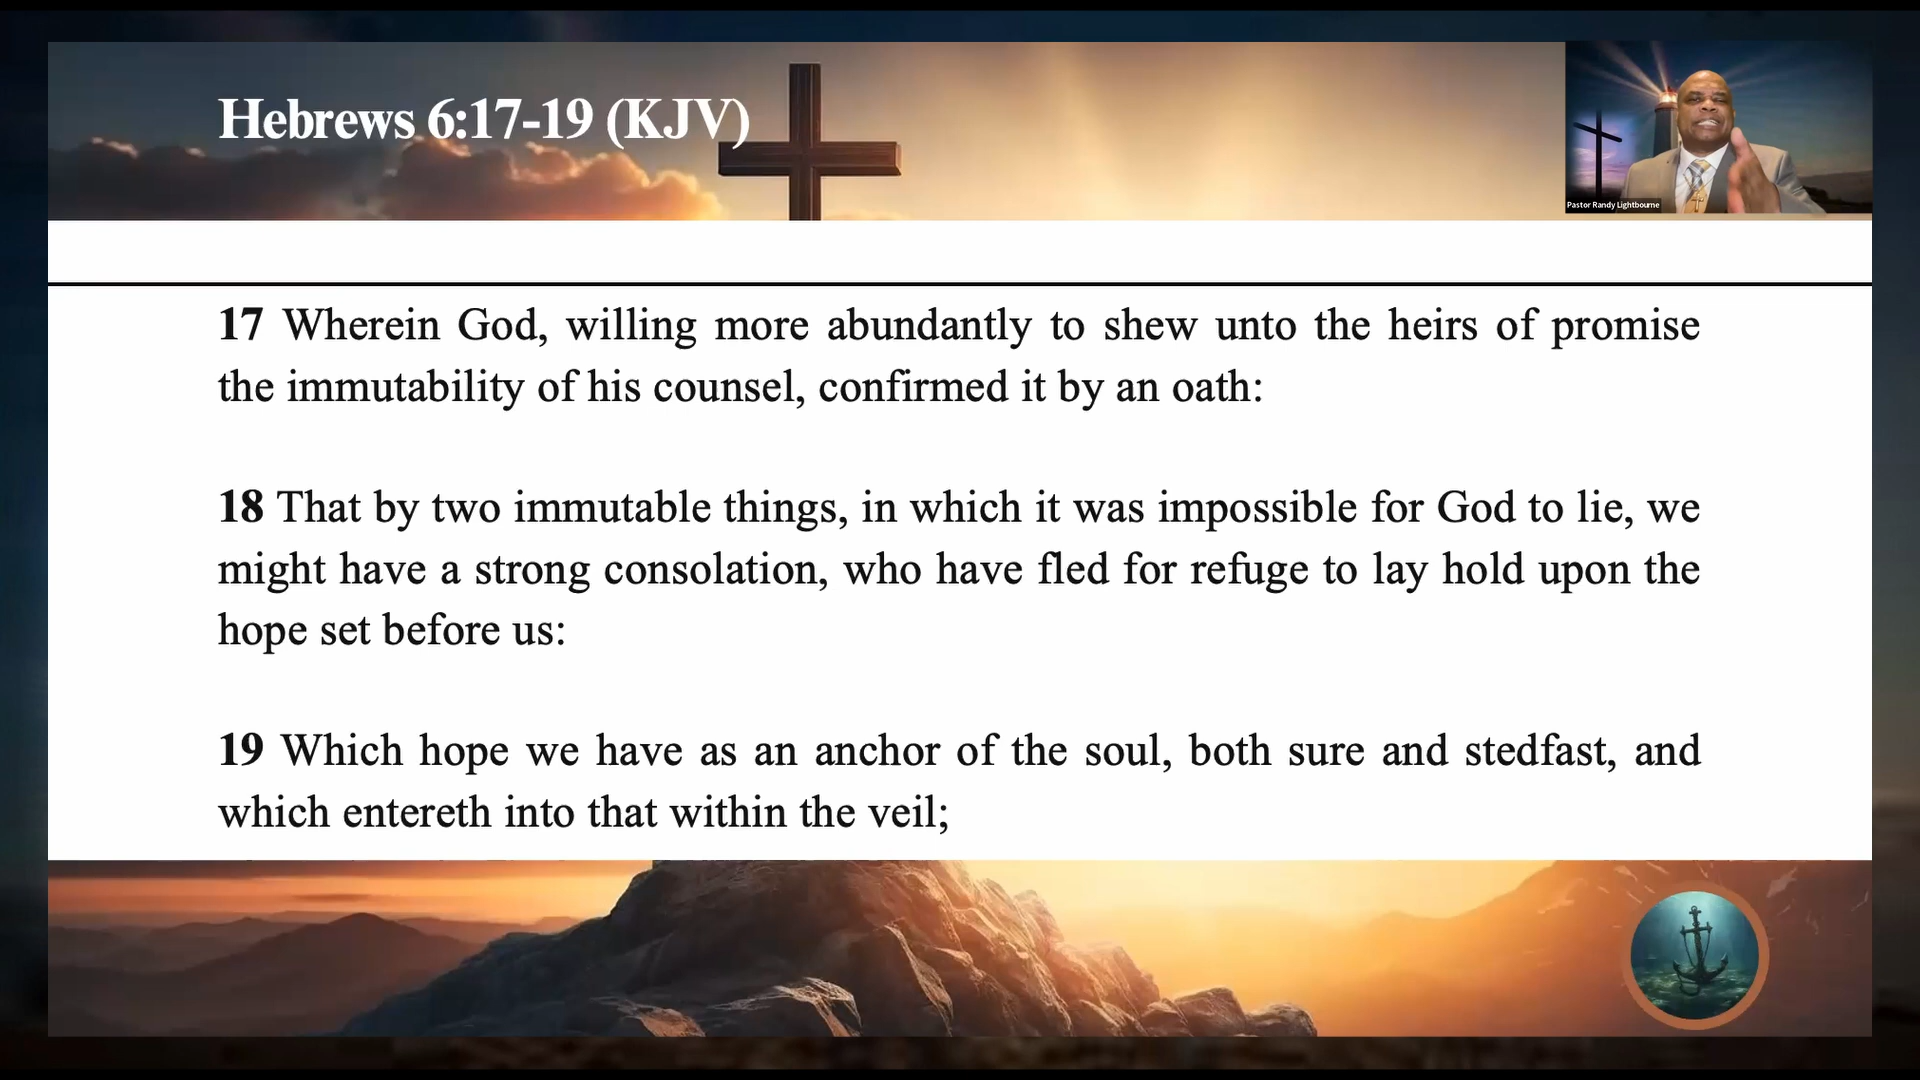 Hebrews 6:17-19 (KJV)
Pastor Randy Lightbourne
17 Wherein God, willing more abundantly to shew unto the heirs of promise
the immutability of his counsel, confirmed it by an oath:
18 That by two immutable things, in which it was impossible for God to lie, we
might have a strong consolation, who have fled for refuge to lay hold upon the
hope set before us:
19 Which hope we have as an anchor of the soul, both sure and stedfast, and
which entereth into that within the veil;